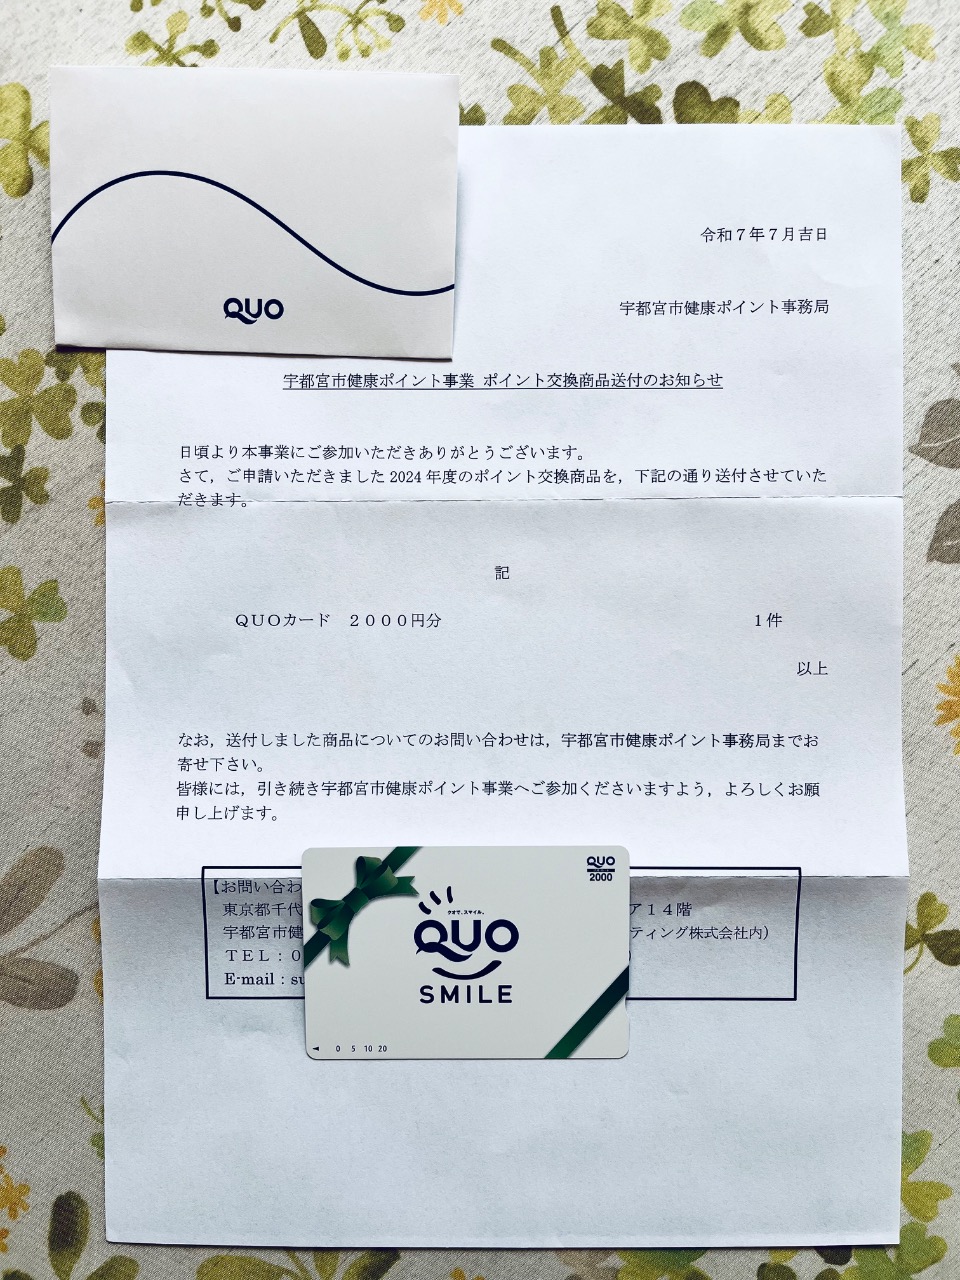 QUO
令和７年７月吉日
宇都宮市健康ポイント事務局
宇都宮市健康ポイント事業 ポイント交換商品送付のお知らせ
日頃より本事業にご参加いただきありがとうございます。
さて，ご申請いただきました 2024 年度のポイント交換商品を，下記の通り送付させていた
だきます。
記
ＱＵＯカード　２０００円分　１件
以上
なお，送付しました商品についてのお問い合わせは，宇都宮市健康ポイント事務局までお
寄せ下さい。
皆様には，引き続き宇都宮市健康ポイント事業へご参加くださいますよう，よろしくお願
申し上げます。
【お問い合わ
東京都千代 ア１４階
宇都宮市健 ティング株式会社内）
ＴＥＬ：０ ）
E-mail：su
QUO
2000
クオで、スマイル。
QUO
SMILE
◀ 0 5 10 20